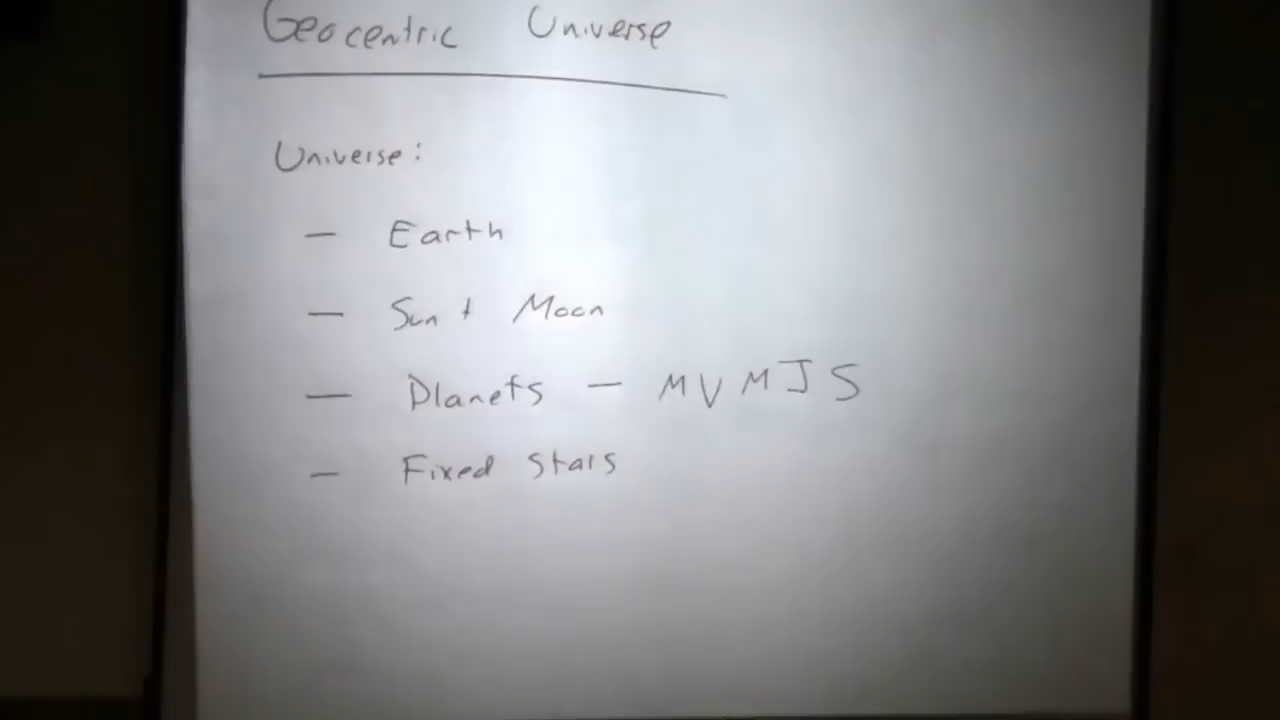 Geocentric Universe
Universe:
— Earth
— Sun + Moon
— Planets — M V M J S
— Fixed Stars